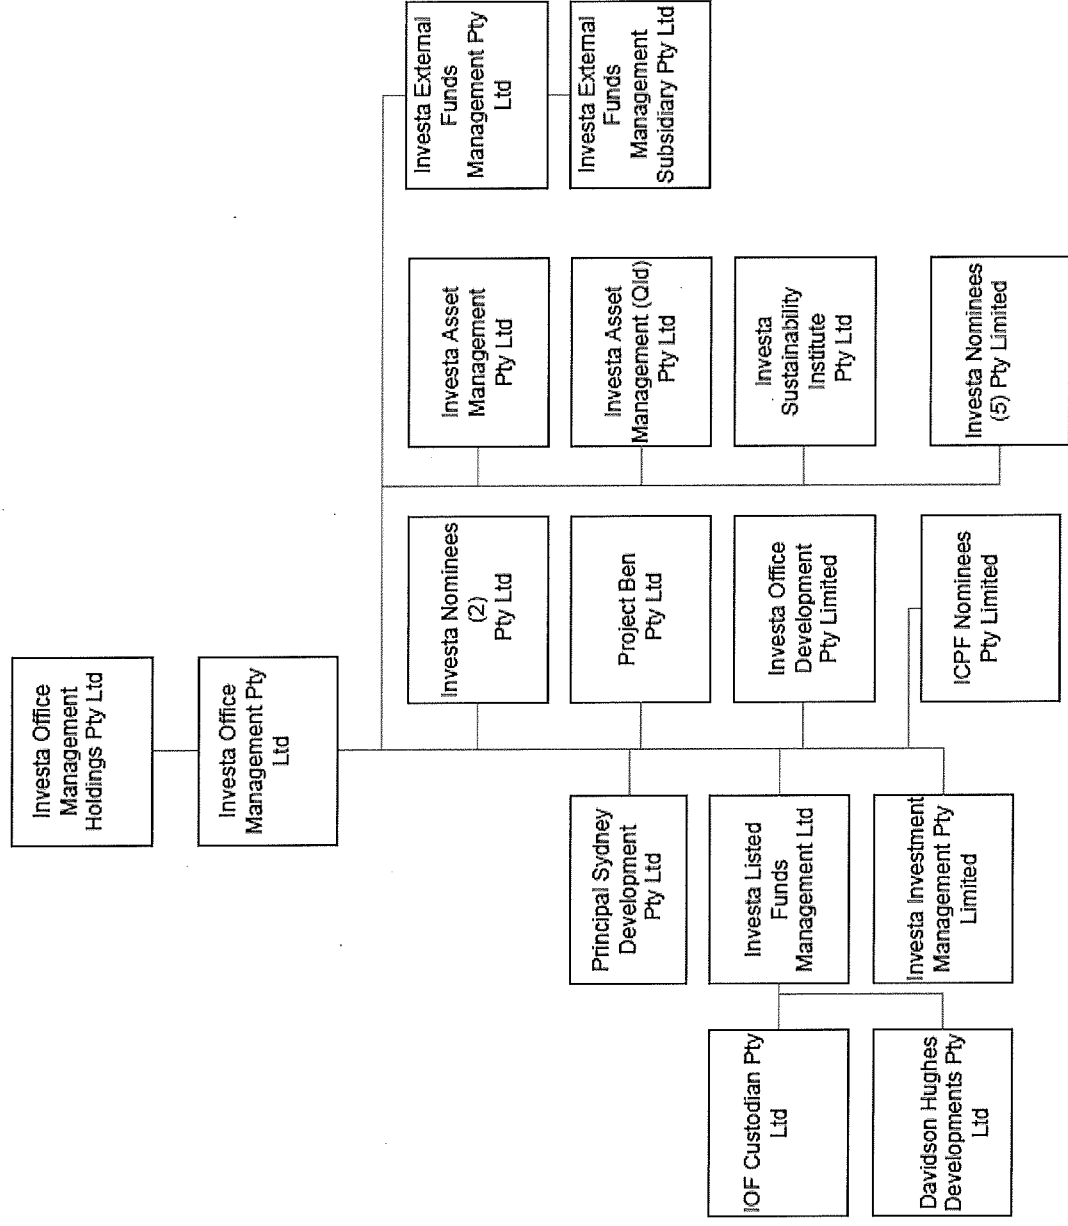 Investa Office
Management
Holdings Pty Ltd
Investa Office
Management Pty
Ltd
Investa Nominees
(2)
Pty Ltd
Investa Asset
Management
Pty Ltd
Investa External
Funds
Management Pty
Ltd
Principal Sydney
Development
Pty Ltd
Project Ben
Pty Ltd
Investa Asset
Management (Qld)
Pty Ltd
Investa External
Funds
Management
Subsidiary Pty Ltd
IOF Custodian Pty
Ltd
Investa Listed
Funds
Management Ltd
Investa Office
Development
Pty Limited
Investa
Sustainability
Institute
Pty Ltd
Davidson Hughes
Developments Pty
Ltd
Investa Investment
Management Pty
Limited
ICPF Nominees
Pty Limited
Investa Nominees
(5) Pty Limited